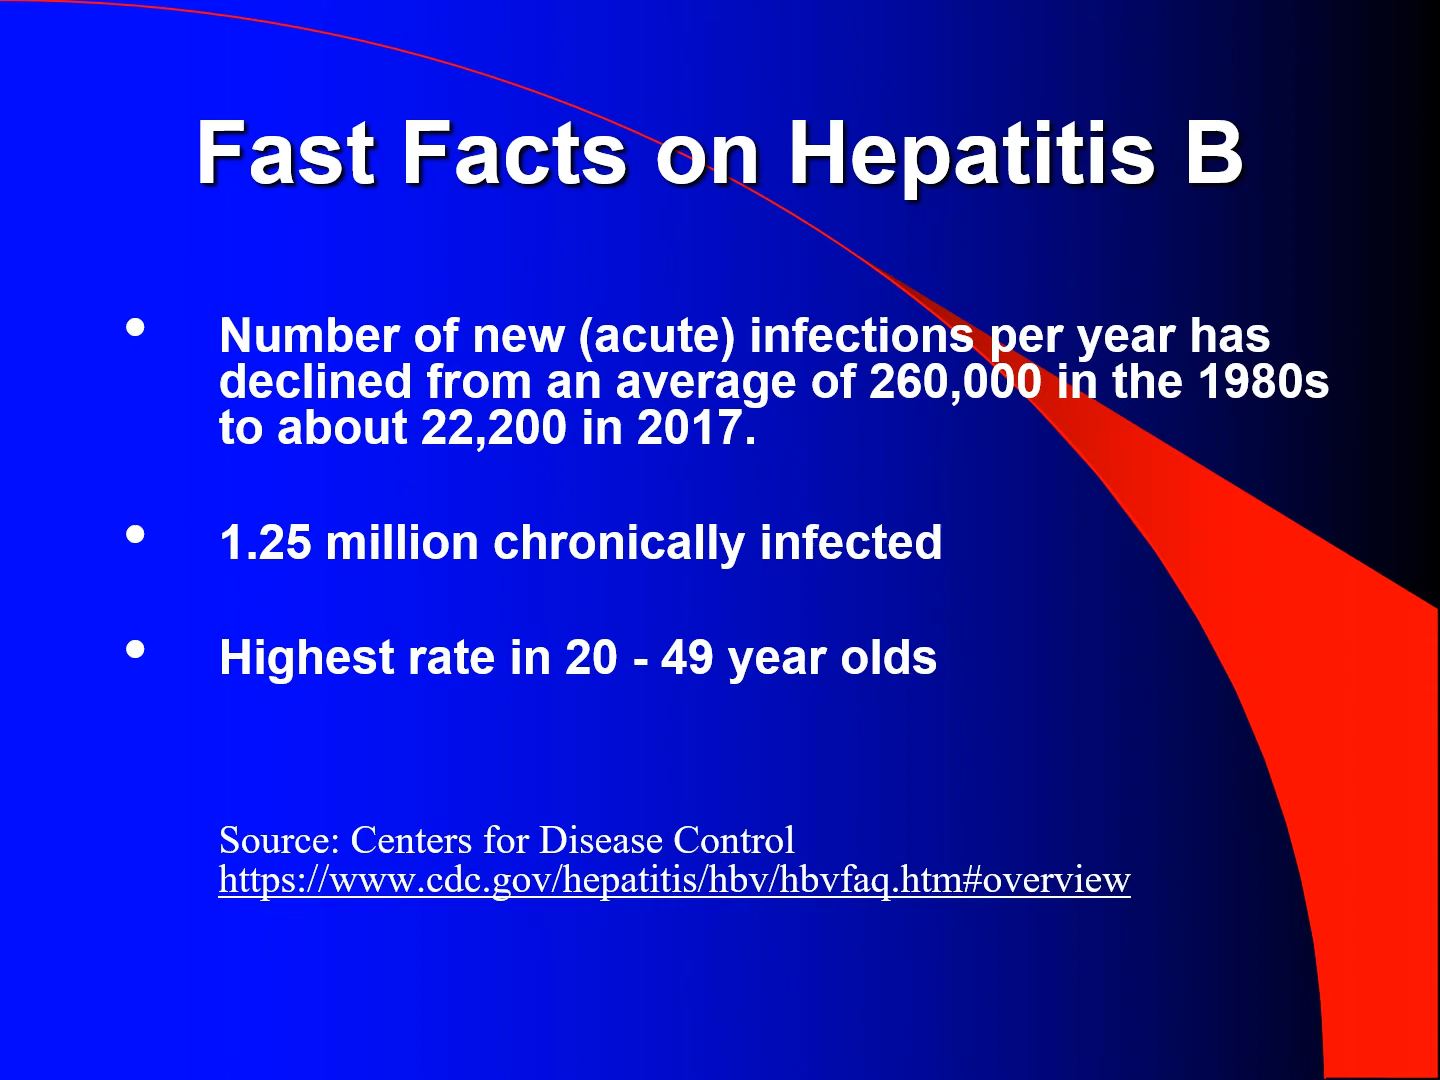 Fast Facts on Hepatitis B
• Number of new (acute) infections per year has
declined from an average of 260,000 in the 1980s
to about 22,200 in 2017.
• 1.25 million chronically infected
• Highest rate in 20 - 49 year olds
Source: Centers for Disease Control
https://www.cdc.gov/hepatitis/hbv/hbvfaq.htm#overview